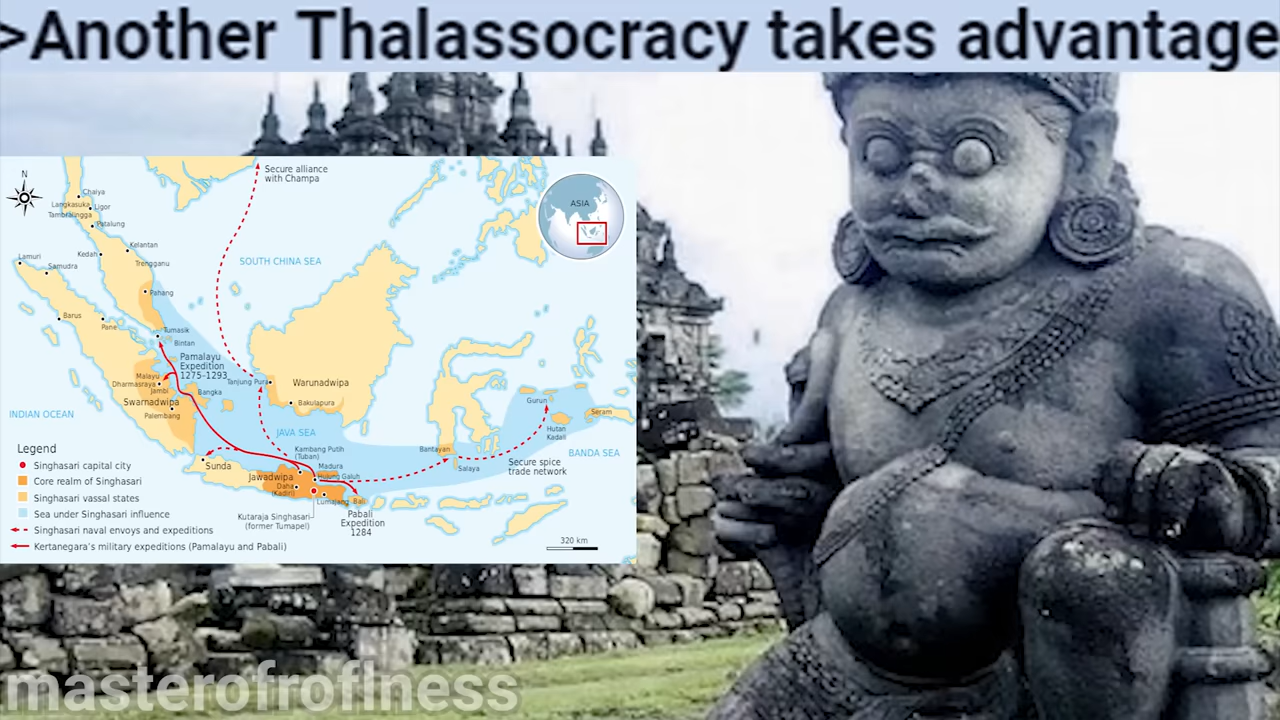 >Another Thalassocracy takes advantage
N
Secure alliance
with Champa
ASIA
Chaiya
Langkasuka
Ligor
Tambralingga
Patalung
Kelantan
Kedah
Trengganu
Lamuri
Samudra
SOUTH CHINA SEA
Pahang
Barus
Pane
Tumasik
Bintan
Pamalayu
Expedition
1275–1293
Malayu
Dharmasraya
Jambi
Tanjung Pura
Warunadwipa
Bangka
Swarnadwipa
Bakulapura
Palembang
Gurun
INDIAN OCEAN
Seram
Hutan
Kadali
JAVA SEA
Bantayan
BANDA SEA
Kambang Putih
(Tuban)
Sunda
Madura
Salaya
Secure spice
trade network
Jawadwipa
Hujung Galuh
Daha
(Kadiri)
Lumajang
Bali
Kutaraja Singhasari
(former Tumapel)
Pabali
Expedition
1284
Legend
Singhasari capital city
Core realm of Singhasari
Singhasari vassal states
Sea under Singhasari influence
Singhasari naval envoys and expeditions
Kertanegara's military expeditions (Pamalayu and Pabali)
320 km
masterofroflness